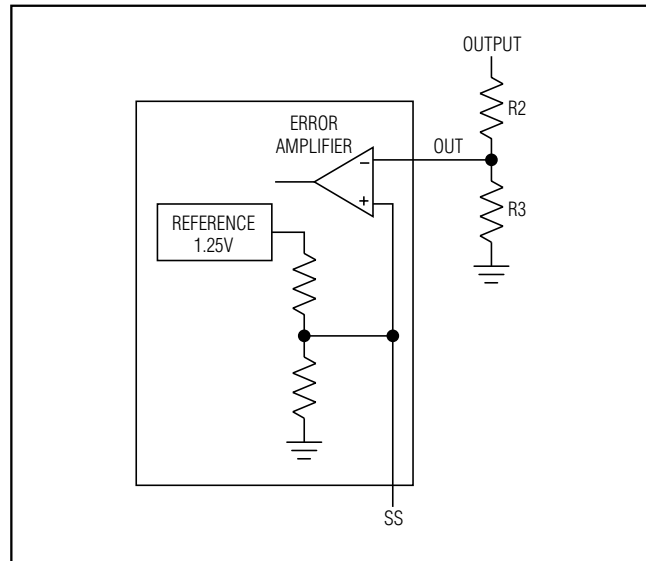 OUTPUT
R2
ERROR
AMPLIFIER
OUT
–
+
R3
REFERENCE
1.25V
SS